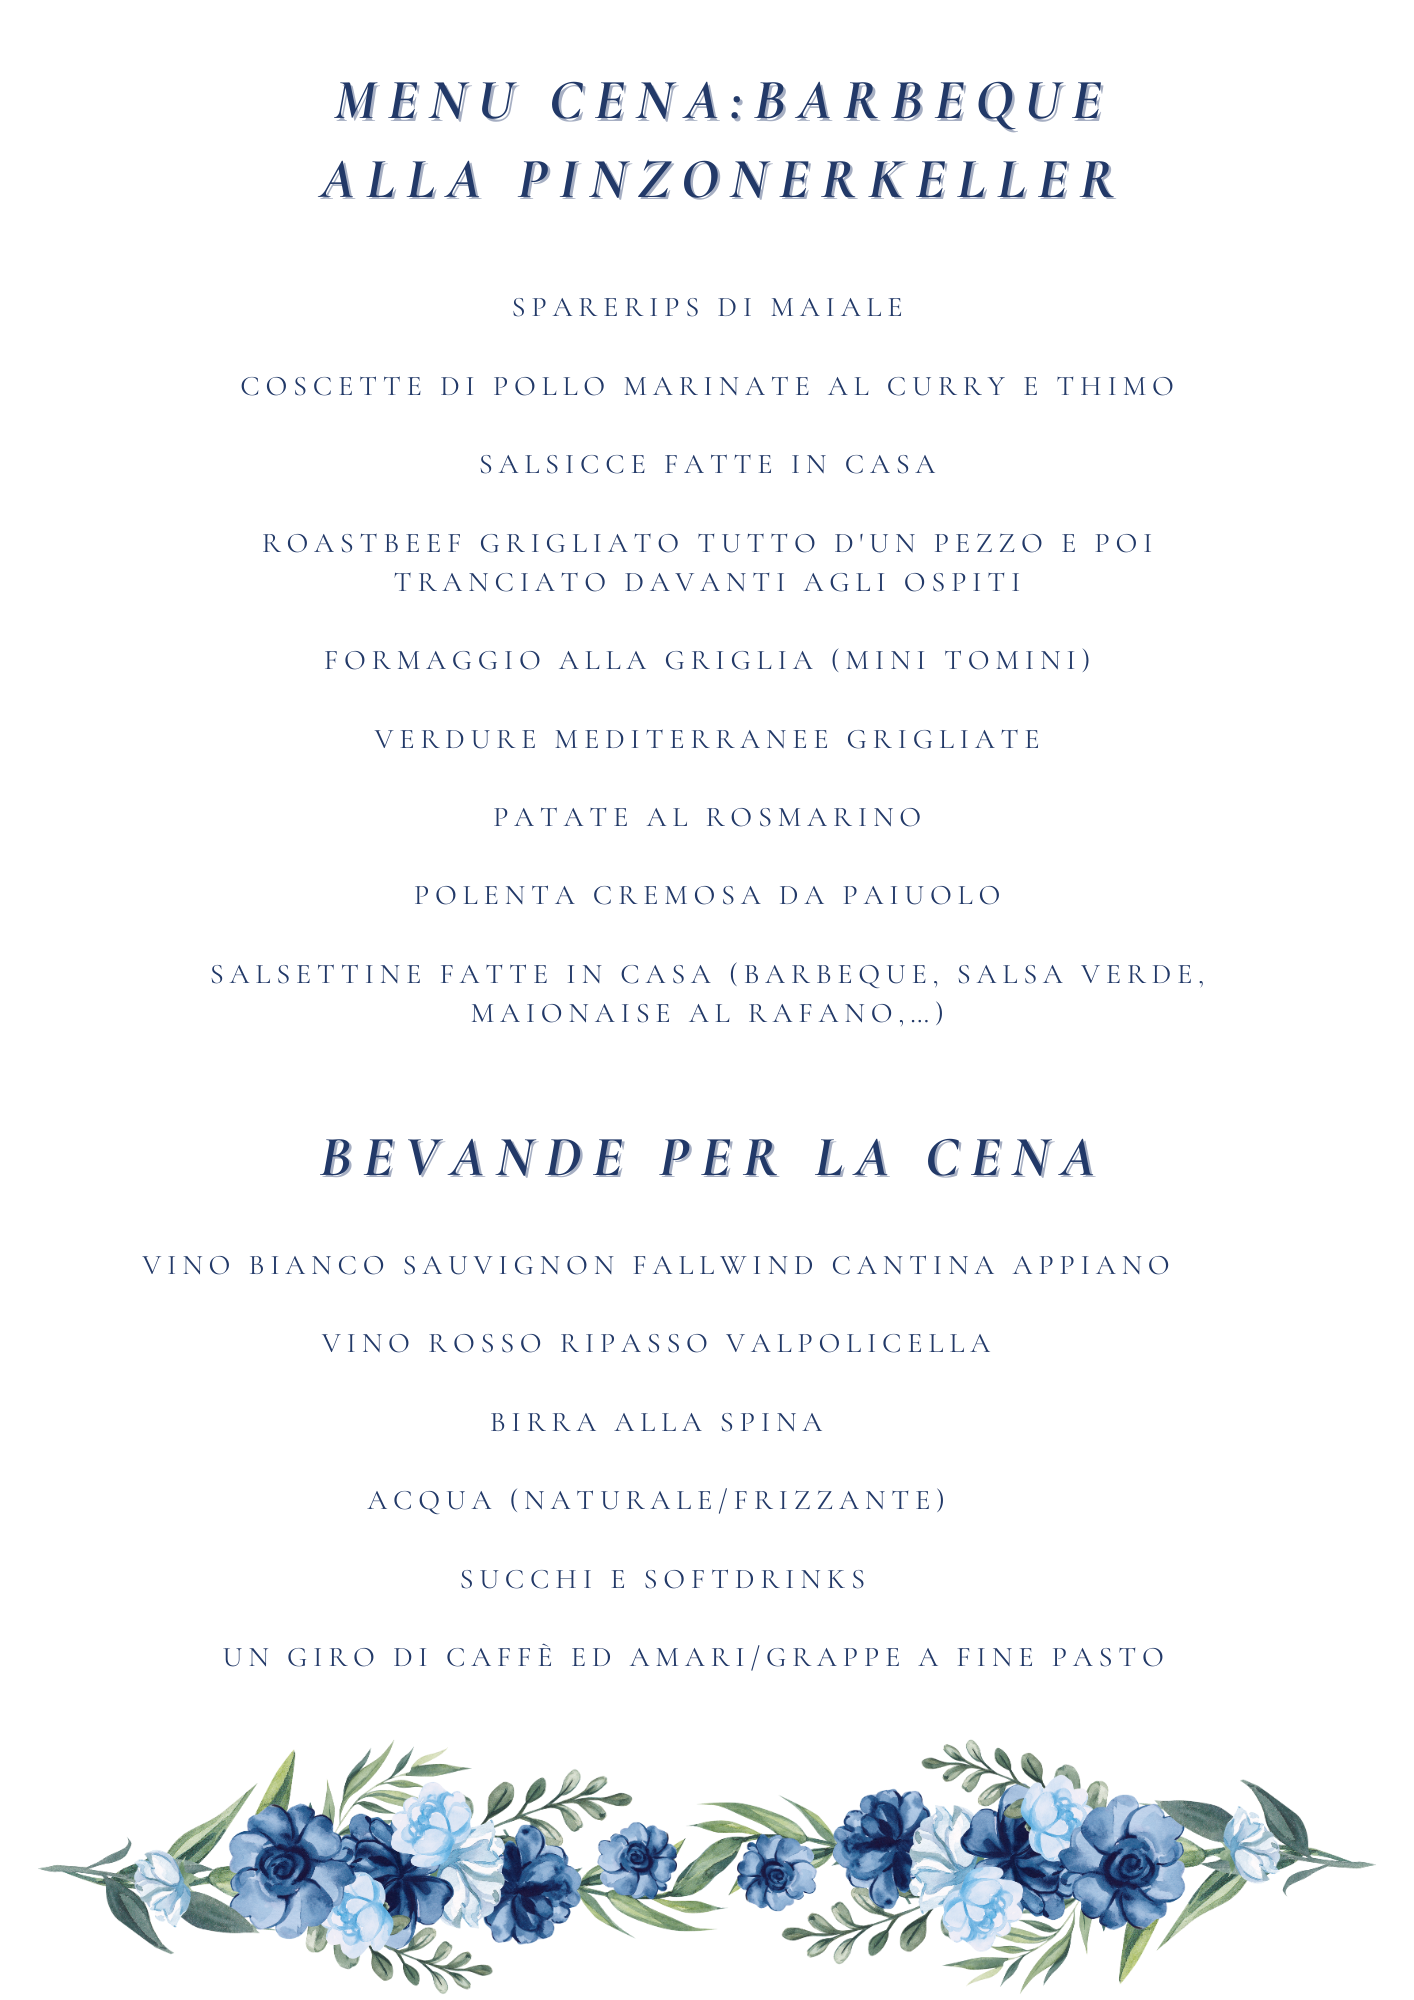 MENU CENA:BARBEQUE
ALLA PINZONERKELLER
SPARERIPS DI MAIALE
COSCETTE DI POLLO MARINATE AL CURRY E THIMO
SALSICCE FATTE IN CASA
ROASTBEEF GRIGLIATO TUTTO D'UN PEZZO E POI
TRANCIATO DAVANTI AGLI OSPITI
FORMAGGIO ALLA GRIGLIA (MINI TOMINI)
VERDURE MEDITERRANEE GRIGLIATE
PATATE AL ROSMARINO
POLENTA CREMOSA DA PAIUOLO
SALSETTINE FATTE IN CASA (BARBEQUE, SALSA VERDE,
MAIONAISE AL RAFANO,...)
BEVANDE PER LA CENA
VINO BIANCO SAUVIGNON FALLWIND CANTINA APPIANO
VINO ROSSO RIPASSO VALPOLICELLA
BIRRA ALLA SPINA
ACQUA (NATURALE/FRIZZANTE)
SUCCHI E SOFTDRINKS
UN GIRO DI CAFFÈ ED AMARI/GRAPPE A FINE PASTO